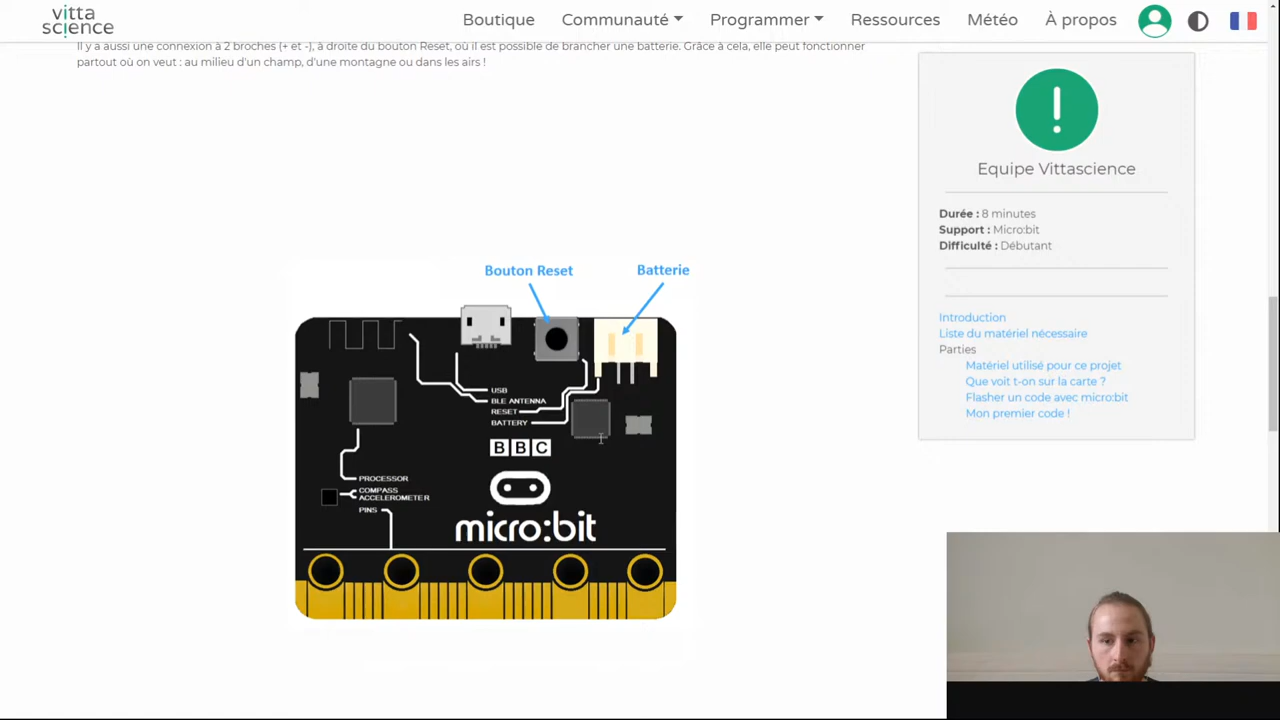 vitta
science
Boutique Communauté Programmer Ressources Météo À propos
Il y a aussi une connexion à 2 broches (+ et -), à droite du bouton Reset, où il est possible de brancher une batterie. Grâce à cela, elle peut fonctionner
partout où on veut : au milieu d'un champ, d'une montagne ou dans les airs !
Bouton Reset
Batterie
USB
BLE ANTENNA
RESET
BATTERY
BBC
PROCESSOR
COMPASS
ACCELEROMETER
PINS
micro:bit
!
Equipe Vittascience
Durée : 8 minutes
Support : Micro:bit
Difficulté : Débutant
Introduction
Liste du matériel nécessaire
Parties
Matériel utilisé pour ce projet
Que voit t-on sur la carte ?
Flasher un code avec micro:bit
Mon premier code !